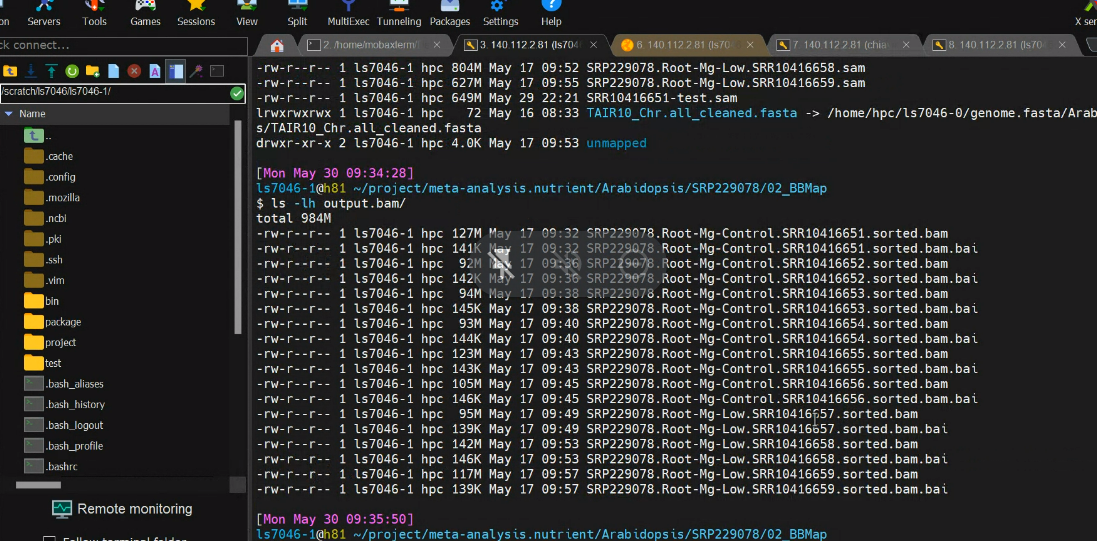 Servers
Tools
Games
Sessions
View
Split
MultiExec
Tunneling
Packages
Settings
Help
X ser
ck connect...
2. /home/mobaxterm
3. 140.112.2.81 (ls704
6. 140.112.2.81 (ls704
7. 140.112.2.81 (chia
8. 140.112.2.81 (ls70
/scratch/ls7046/ls7046-1/
Name
..
.cache
.config
.mozilla
.ncbi
.pki
.ssh
.vim
bin
package
project
test
.bash_aliases
.bash_history
.bash_logout
.bash_profile
.bashrc
Remote monitoring
Follow terminal folder
-rw-r--r-- 1 ls7046-1 hpc 804M May 17 09:52 SRP229078.Root-Mg-Low.SRR10416658.sam
-rw-r--r-- 1 ls7046-1 hpc 627M May 17 09:55 SRP229078.Root-Mg-Low.SRR10416659.sam
-rw-r--r-- 1 ls7046-1 hpc 649M May 29 22:21 SRR10416651-test.sam
lrwxrwxrwx 1 ls7046-1 hpc   72 May 16 08:33 TAIR10_Chr.all_cleaned.fasta -> /home/hpc/ls7046-0/genome.fasta/Arab
s/TAIR10_Chr.all_cleaned.fasta
drwxr-xr-x 2 ls7046-1 hpc 4.0K May 17 09:53 unmapped
[Mon May 30 09:34:28]
ls7046-1@h81 ~/project/meta-analysis.nutrient/Arabidopsis/SRP229078/02_BBMap
$ ls -lh output.bam/
total 984M
-rw-r--r-- 1 ls7046-1 hpc 127M May 17 09:32 SRP229078.Root-Mg-Control.SRR10416651.sorted.bam
-rw-r--r-- 1 ls7046-1 hpc 141K May 17 09:32 SRP229078.Root-Mg-Control.SRR10416651.sorted.bam.bai
-rw-r--r-- 1 ls7046-1 hpc  92M May 17 09:36 SRP229078.Root-Mg-Control.SRR10416652.sorted.bam
-rw-r--r-- 1 ls7046-1 hpc 142K May 17 09:36 SRP229078.Root-Mg-Control.SRR10416652.sorted.bam.bai
-rw-r--r-- 1 ls7046-1 hpc  94M May 17 09:38 SRP229078.Root-Mg-Control.SRR10416653.sorted.bam
-rw-r--r-- 1 ls7046-1 hpc 145K May 17 09:38 SRP229078.Root-Mg-Control.SRR10416653.sorted.bam.bai
-rw-r--r-- 1 ls7046-1 hpc  93M May 17 09:40 SRP229078.Root-Mg-Control.SRR10416654.sorted.bam
-rw-r--r-- 1 ls7046-1 hpc 144K May 17 09:40 SRP229078.Root-Mg-Control.SRR10416654.sorted.bam.bai
-rw-r--r-- 1 ls7046-1 hpc 123M May 17 09:43 SRP229078.Root-Mg-Control.SRR10416655.sorted.bam
-rw-r--r-- 1 ls7046-1 hpc 143K May 17 09:43 SRP229078.Root-Mg-Control.SRR10416655.sorted.bam.bai
-rw-r--r-- 1 ls7046-1 hpc 105M May 17 09:45 SRP229078.Root-Mg-Control.SRR10416656.sorted.bam
-rw-r--r-- 1 ls7046-1 hpc 146K May 17 09:45 SRP229078.Root-Mg-Control.SRR10416656.sorted.bam.bai
-rw-r--r-- 1 ls7046-1 hpc  95M May 17 09:49 SRP229078.Root-Mg-Low.SRR10416657.sorted.bam
-rw-r--r-- 1 ls7046-1 hpc 139K May 17 09:49 SRP229078.Root-Mg-Low.SRR10416657.sorted.bam.bai
-rw-r--r-- 1 ls7046-1 hpc 142M May 17 09:53 SRP229078.Root-Mg-Low.SRR10416658.sorted.bam
-rw-r--r-- 1 ls7046-1 hpc 146K May 17 09:53 SRP229078.Root-Mg-Low.SRR10416658.sorted.bam.bai
-rw-r--r-- 1 ls7046-1 hpc 117M May 17 09:57 SRP229078.Root-Mg-Low.SRR10416659.sorted.bam
-rw-r--r-- 1 ls7046-1 hpc 139K May 17 09:57 SRP229078.Root-Mg-Low.SRR10416659.sorted.bam.bai
[Mon May 30 09:35:50]
ls7046-1@h81 ~/project/meta-analysis.nutrient/Arabidopsis/SRP229078/02_BBMap